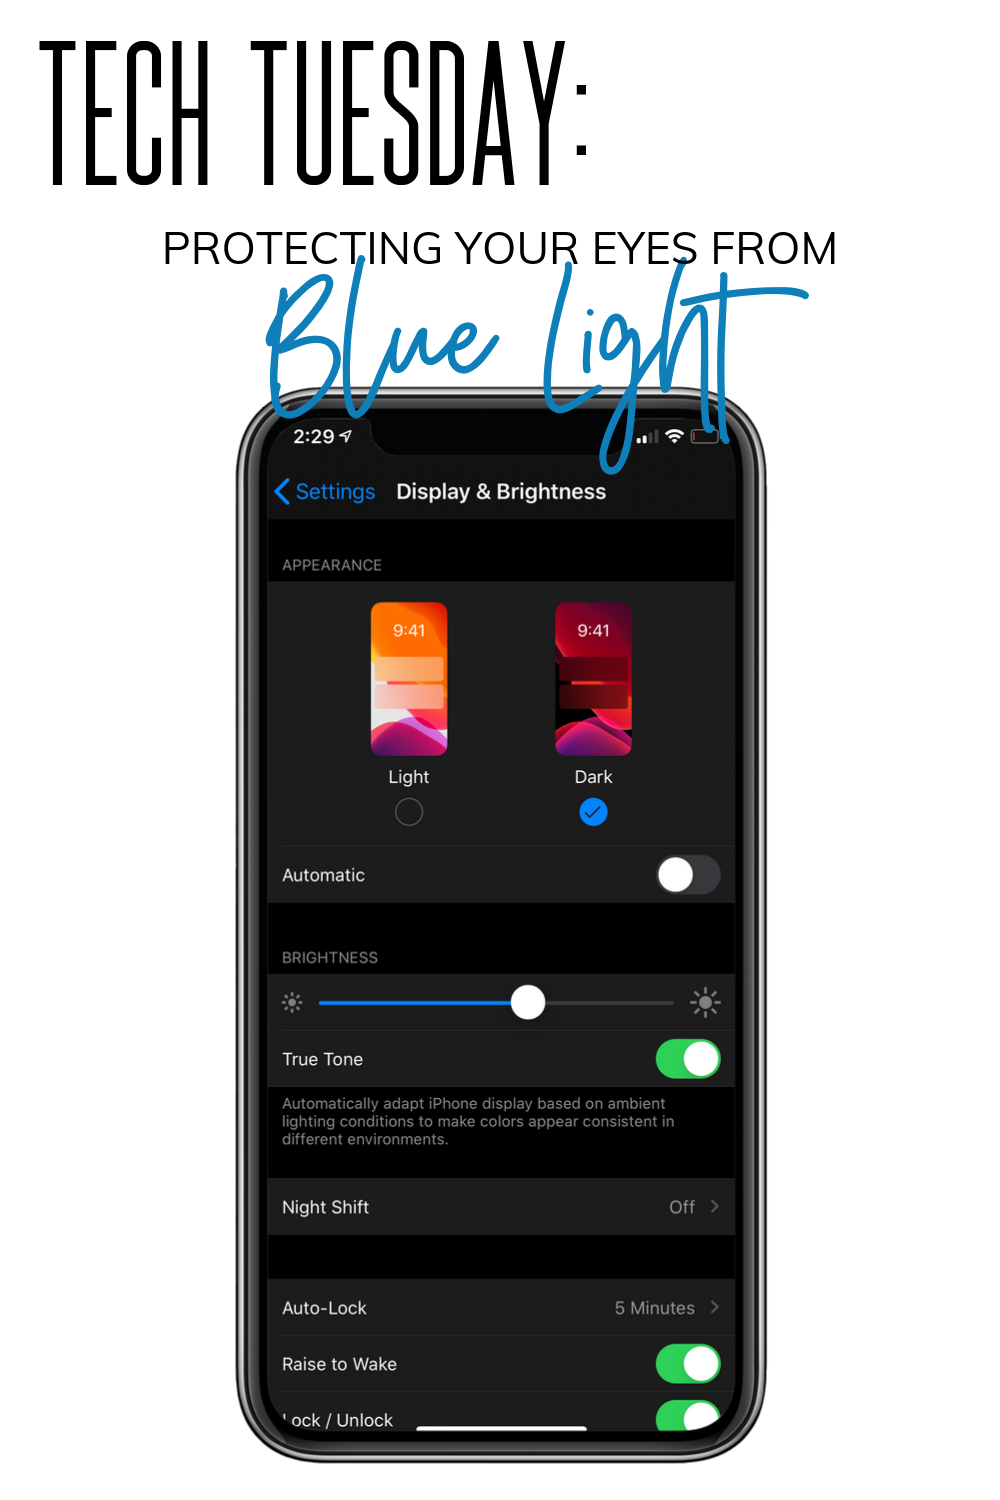 TECH TUESDAY:
PROTECTING YOUR EYES FROM
Blue Light
2:29
Settings Display & Brightness
APPEARANCE
9:41 9:41
Light Dark
Automatic
BRIGHTNESS
True Tone
Automatically adapt iPhone display based on ambient
lighting conditions to make colors appear consistent in
different environments.
Night Shift Off
Auto-Lock 5 Minutes
Raise to Wake
Lock / Unlock